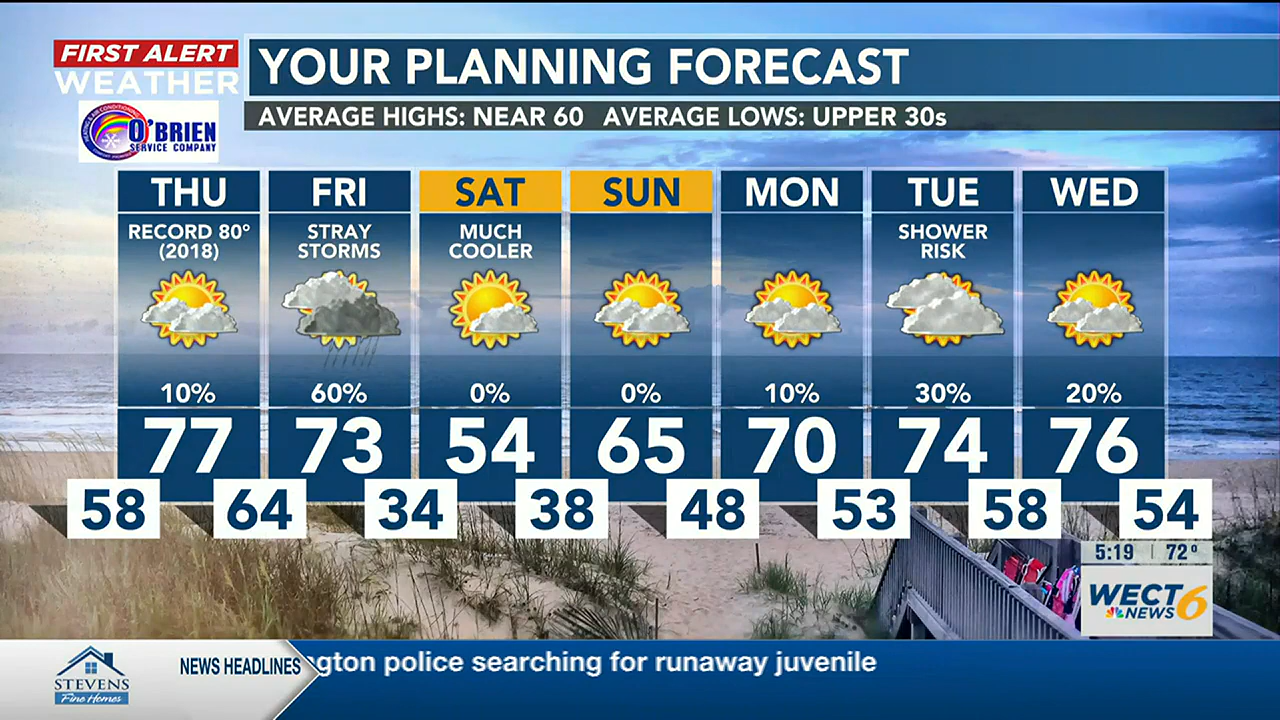 FIRST ALERT
WEATHER
YOUR PLANNING FORECAST
AVERAGE HIGHS: NEAR 60 AVERAGE LOWS: UPPER 30s
O'BRIEN
SERVICE COMPANY
THU FRI SAT SUN MON TUE WED
RECORD 80° STRAY MUCH SHOWER
(2018) STORMS COOLER RISK
10% 60% 0% 0% 10% 30% 20%
77 73 54 65 70 74 76
58 64 34 38 48 53 58 54
5:19 72°
WECT 6
NEWS
STEVENS
Fine Homes
NEWS HEADLINES gton police searching for runaway juvenile